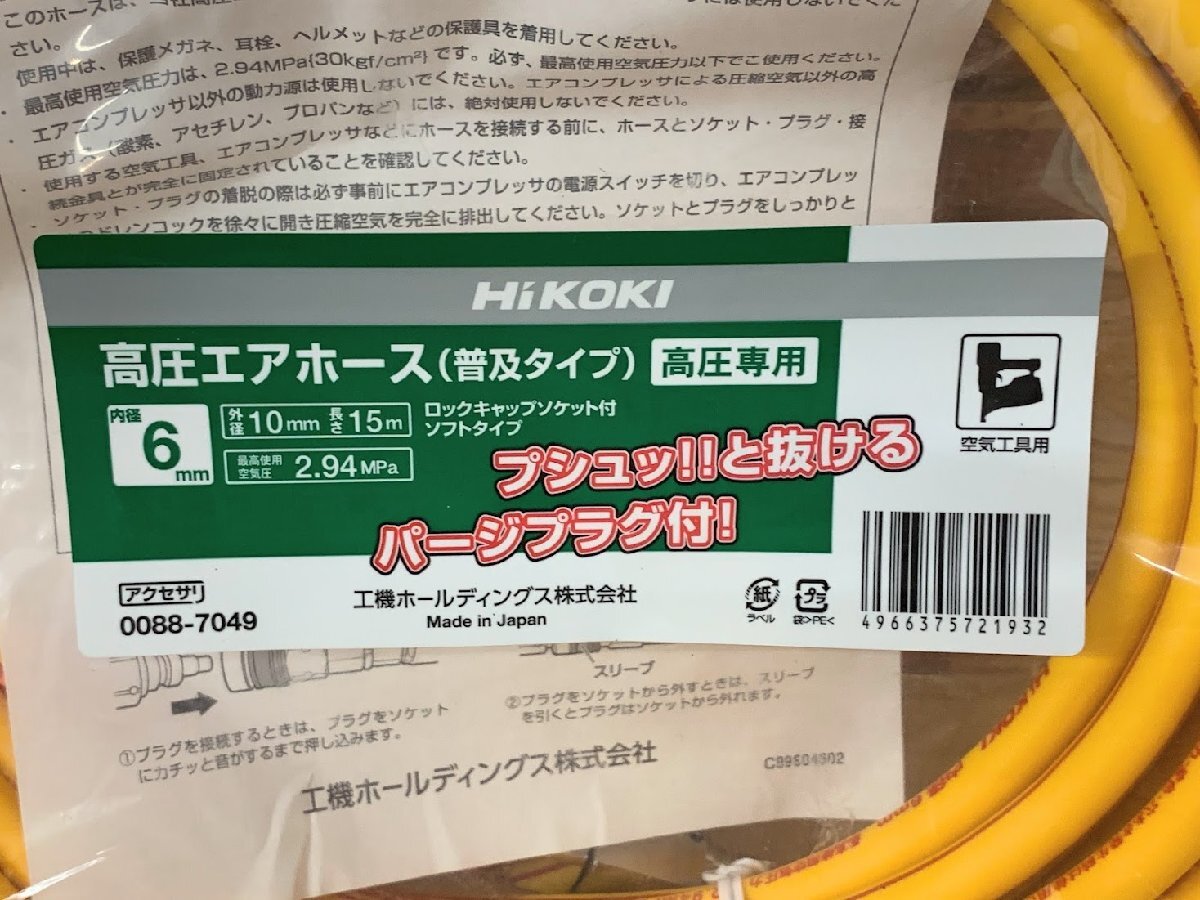 このホースは、当社高圧
さい。
使用中は、保護メガネ、耳栓、ヘルメットなどの保護具を着用してください。
・最高使用空気圧力は、2.94MPa{30kgf/cm²}です。必ず、最高使用空気圧力以下でご使用ください。
・エアコンプレッサ以外の動力源は使用しないでください。エアコンプレッサによる圧縮空気以外の高
圧ガス(酸素、アセチレン、プロパンなど)には、絶対使用しないでください。
・使用する空気工具、エアコンプレッサなどにホースを接続する前に、ホースとソケット・プラグ・接
続金具とが完全に固定されていることを確認してください。
ソケット・プラグの着脱の際は必ず事前にエアコンプレッサの電源スイッチを切り、エアコンプレッ
ドレンコックを徐々に開き圧縮空気を完全に排出してください。ソケットとプラグをしっかりと
HiKOKI
高圧エアホース(普及タイプ) 高圧専用
内径 6 mm
外径 10mm 長さ 15m
ロックキャップソケット付
ソフトタイプ
最高使用空気圧 2.94MPa
空気工具用
プシュッ!!と抜ける
パージプラグ付!
アクセサリ
0088-7049
工機ホールディングス株式会社
Made in Japan
紙
ラベル
プラ
袋>PE<
4966375721932
スリーブ
①プラグを接続するときは、プラグをソケット
にカチッと音がするまで押し込みます。
②プラグをソケットから外すときは、スリーブ
を引くとプラグはソケットから外れます。
工機ホールディングス株式会社
HiKOKI